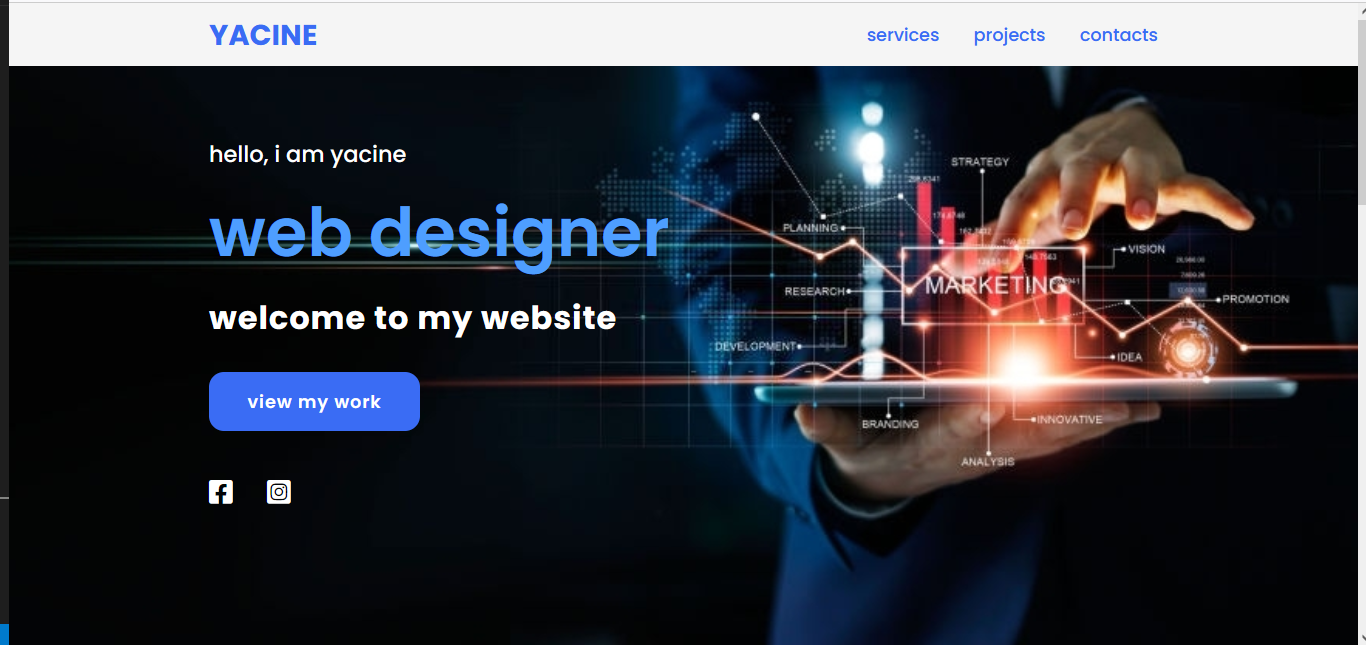 YACINE
services projects contacts
hello, i am yacine
web designer
welcome to my website
view my work
STRATEGY
PLANNING
VISION
RESEARCH
MARKETING
PROMOTION
DEVELOPMENT
IDEA
BRANDING
INNOVATIVE
ANALYSIS